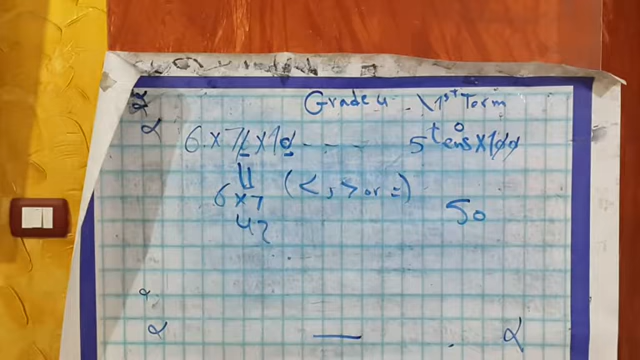 Grade 4 \ 1st Term
6 × 7 × 10 ---- 5 tens × 100
6 × 7 (< , > or =)
42 50